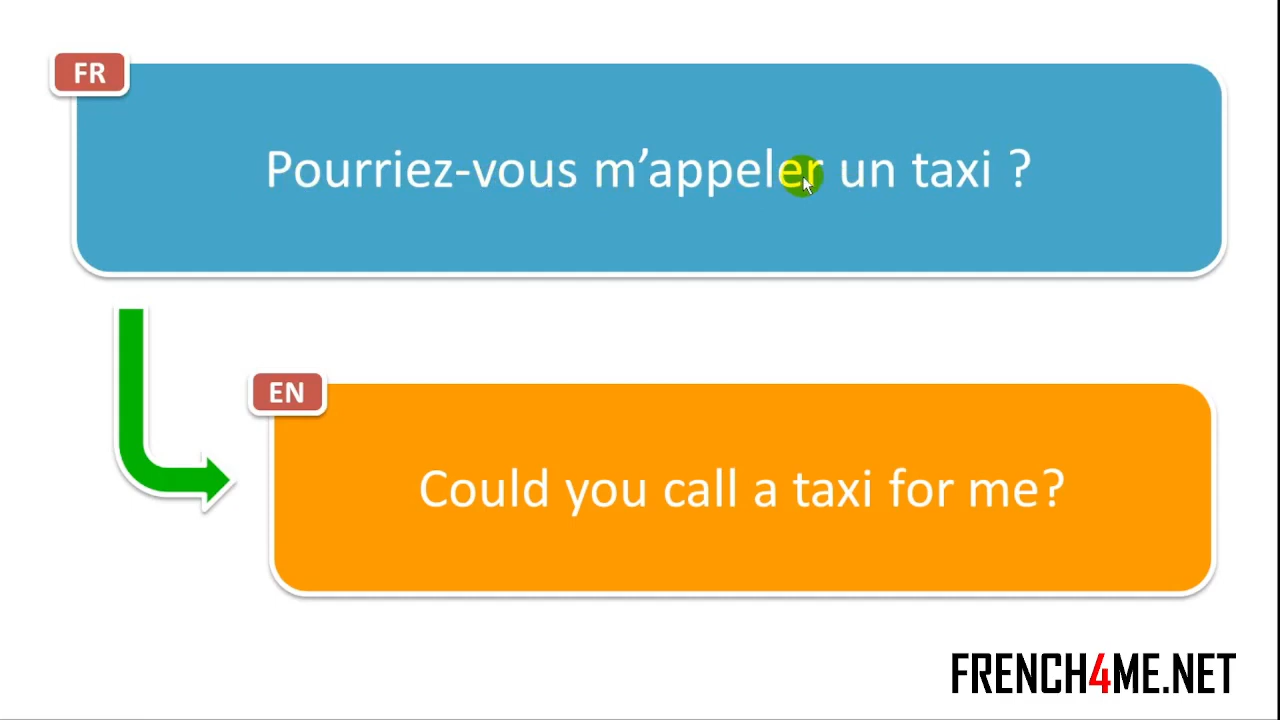 FR
Pourriez-vous m’appeler un taxi ?
EN
Could you call a taxi for me?
FRENCH4ME.NET